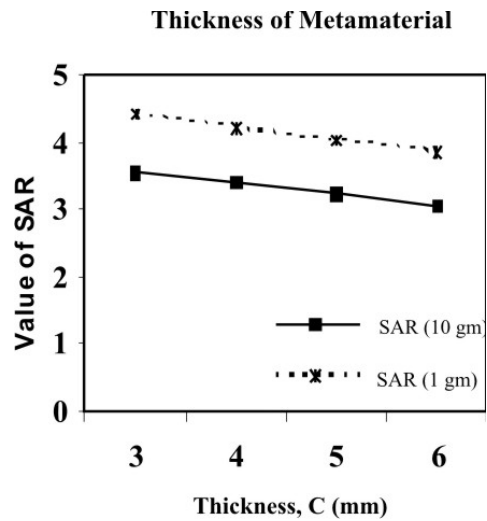 Thickness of Metamaterial
5
4
3
2
1
0
Value of SAR
SAR (10 gm)
SAR (1 gm)
3 4 5 6
Thickness, C (mm)